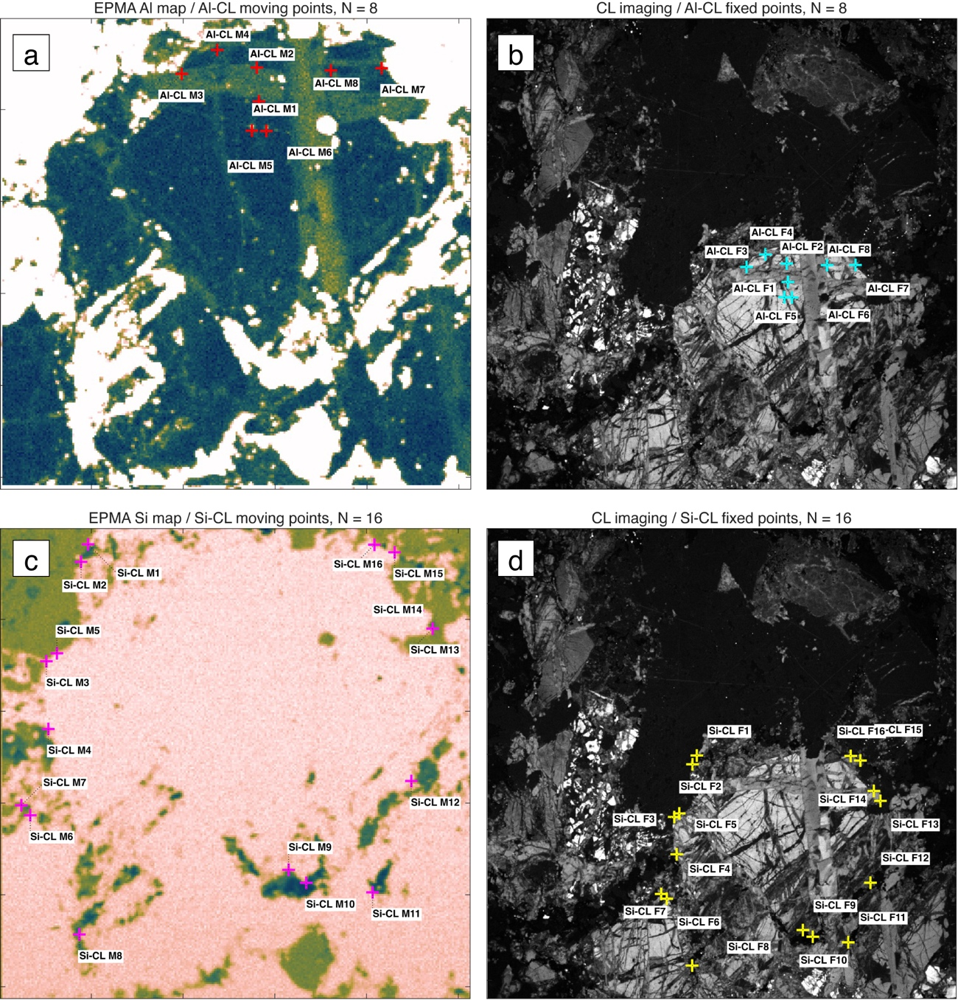 EPMA Al map / Al-CL moving points, N = 8
CL imaging / Al-CL fixed points, N = 8
a
Al-CL M4
Al-CL M2
Al-CL M3
Al-CL M8
Al-CL M7
Al-CL M1
Al-CL M6
Al-CL M5
b
Al-CL F4
Al-CL F3
Al-CL F2
Al-CL F8
Al-CL F1
Al-CL F7
Al-CL F5
Al-CL F6
EPMA Si map / Si-CL moving points, N = 16
CL imaging / Si-CL fixed points, N = 16
c
Si-CL M1
Si-CL M2
Si-CL M16
Si-CL M15
Si-CL M14
Si-CL M5
Si-CL M13
Si-CL M3
Si-CL M4
Si-CL M7
Si-CL M12
Si-CL M6
Si-CL M9
Si-CL M10
Si-CL M11
Si-CL M8
d
Si-CL F1
Si-CL F16
-CL F15
Si-CL F2
Si-CL F14
Si-CL F3
Si-CL F5
Si-CL F13
Si-CL F4
Si-CL F12
Si-CL F7
Si-CL F9
Si-CL F6
Si-CL F11
Si-CL F8
Si-CL F10